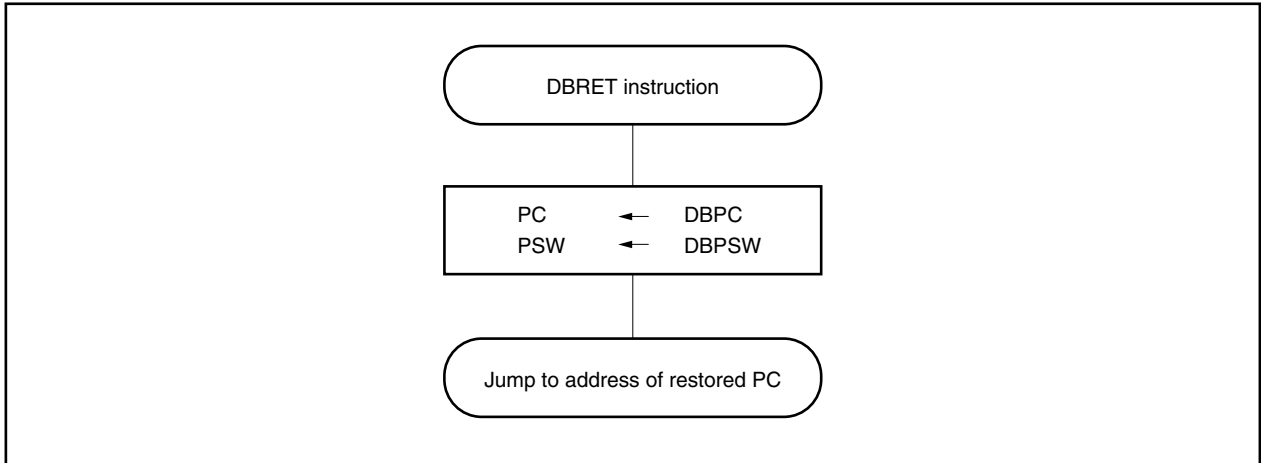 DBRET instruction
PC ← DBPC
PSW ← DBPSW
Jump to address of restored PC